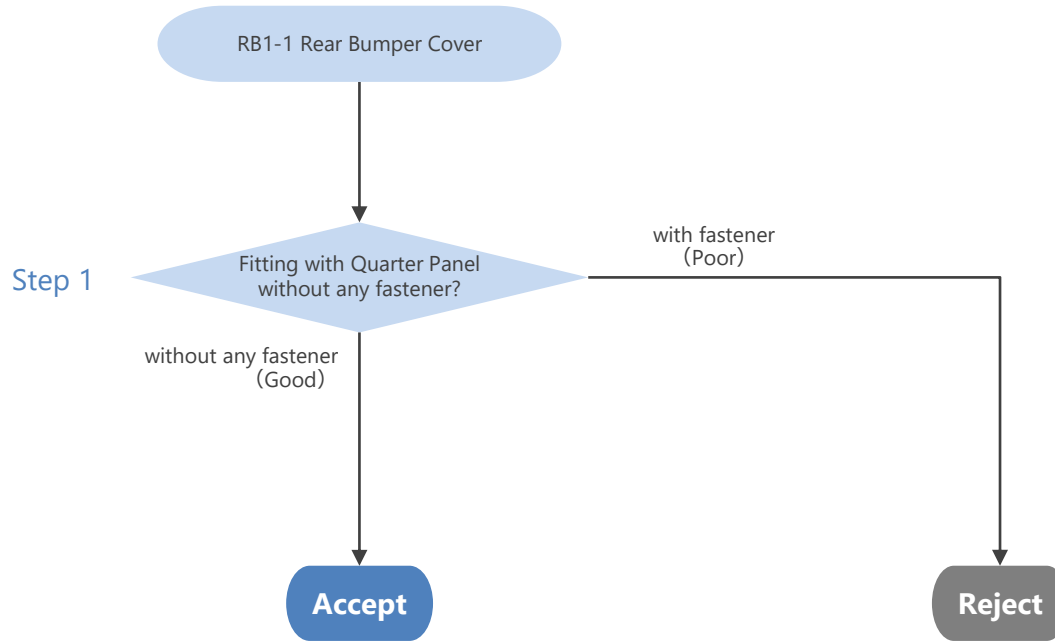 RB1-1 Rear Bumper Cover
with fastener
（Poor）
Step 1
Fitting with Quarter Panel
without any fastener?
without any fastener
（Good）
Accept
Reject